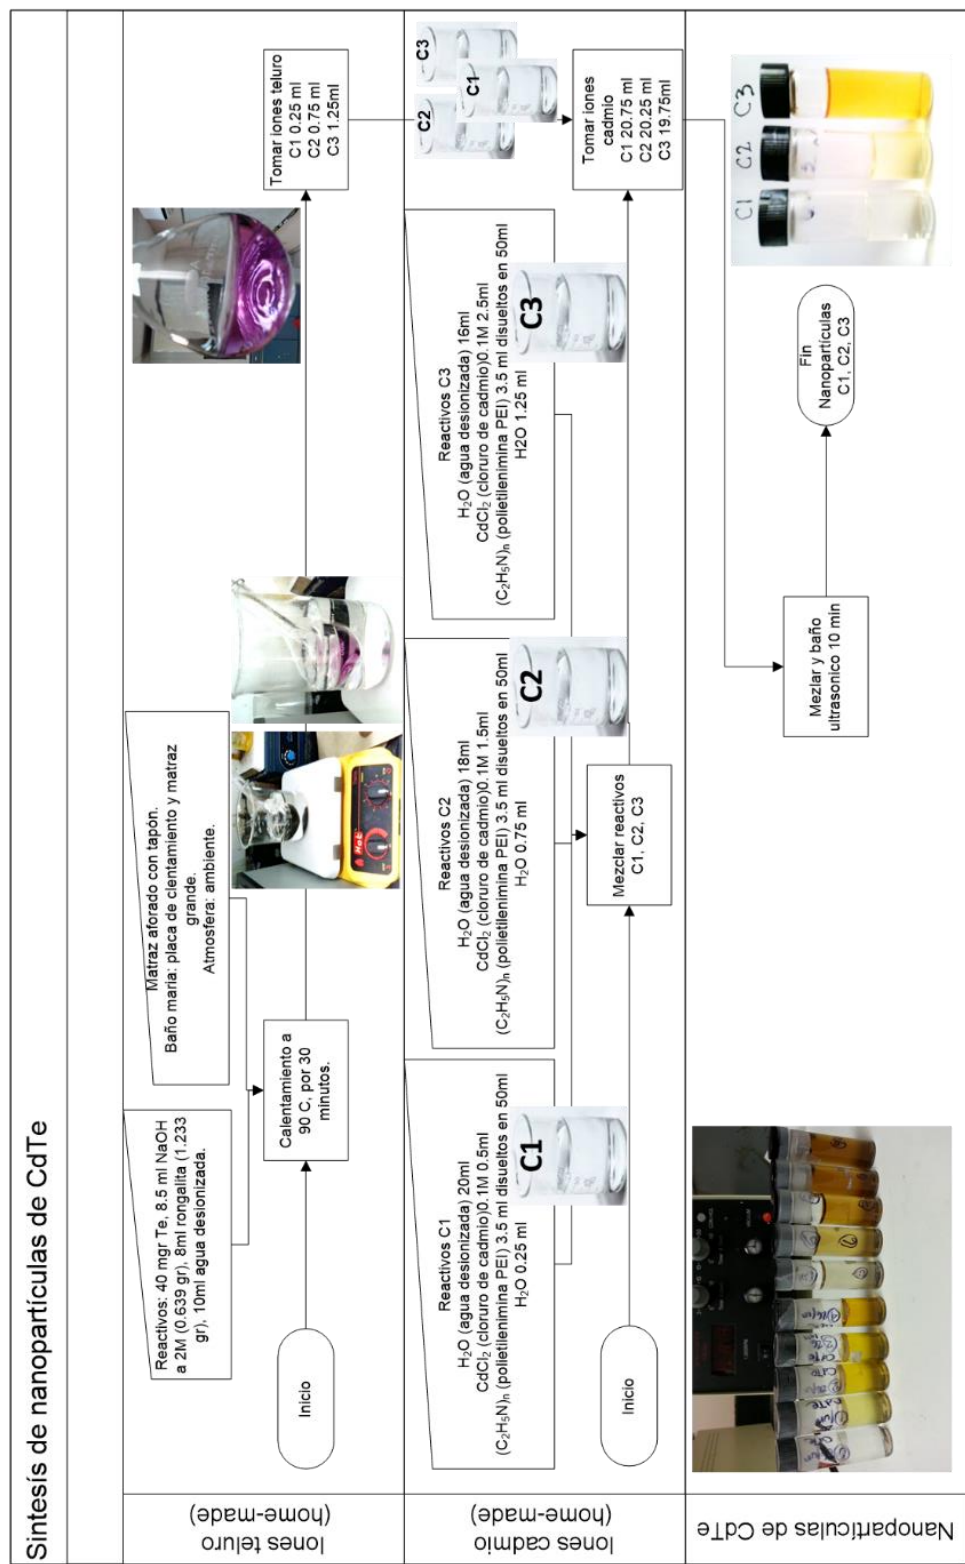 Sintesís de nanopartículas de CdTe
Iones teluro
(home-made)
Inicio
Reactivos: 40 mgr Te, 8.5 ml NaOH
a 2M (0.639 gr), 8ml rongalita (1.233
gr), 10ml agua desionizada.
Matraz aforado con tapón.
Baño maria: placa de clentamiento y matraz
grande.
Atmosfera: ambiente.
Calentamiento a
90 C, por 30
minutos.
Hot
Tomar iones teluro
C1 0.25 ml
C2 0.75 ml
C3 1.25ml
Iones cadmio
(home-made)
Inicio
Reactivos C1
H₂O (agua desionizada) 20ml
CdCl₂ (cloruro de cadmio)0.1M 0.5ml
(C₂H₅N)ₙ (polietilenimina PEI) 3.5 ml disueltos en 50ml
H₂O 0.25 ml
C1
Reactivos C2
H₂O (agua desionizada) 18ml
CdCl₂ (cloruro de cadmio)0.1M 1.5ml
(C₂H₅N)ₙ (polietilenimina PEI) 3.5 ml disueltos en 50ml
H₂O 0.75 ml
C2
Reactivos C3
H₂O (agua desionizada) 16ml
CdCl₂ (cloruro de cadmio)0.1M 2.5ml
(C₂H₅N)ₙ (polietilenimina PEI) 3.5 ml disueltos en 50ml
H2O 1.25 ml
C3
Mezclar reactivos
C1, C2, C3
C2
C3
C1
Tomar iones
cadmio
C1 20.75 ml
C2 20.25 ml
C3 19.75ml
Nanopartículas de CdTe
Mezlar y baño
ultrasonico 10 min
Fin
Nanopartículas
C1, C2, C3
C1 C2 C3